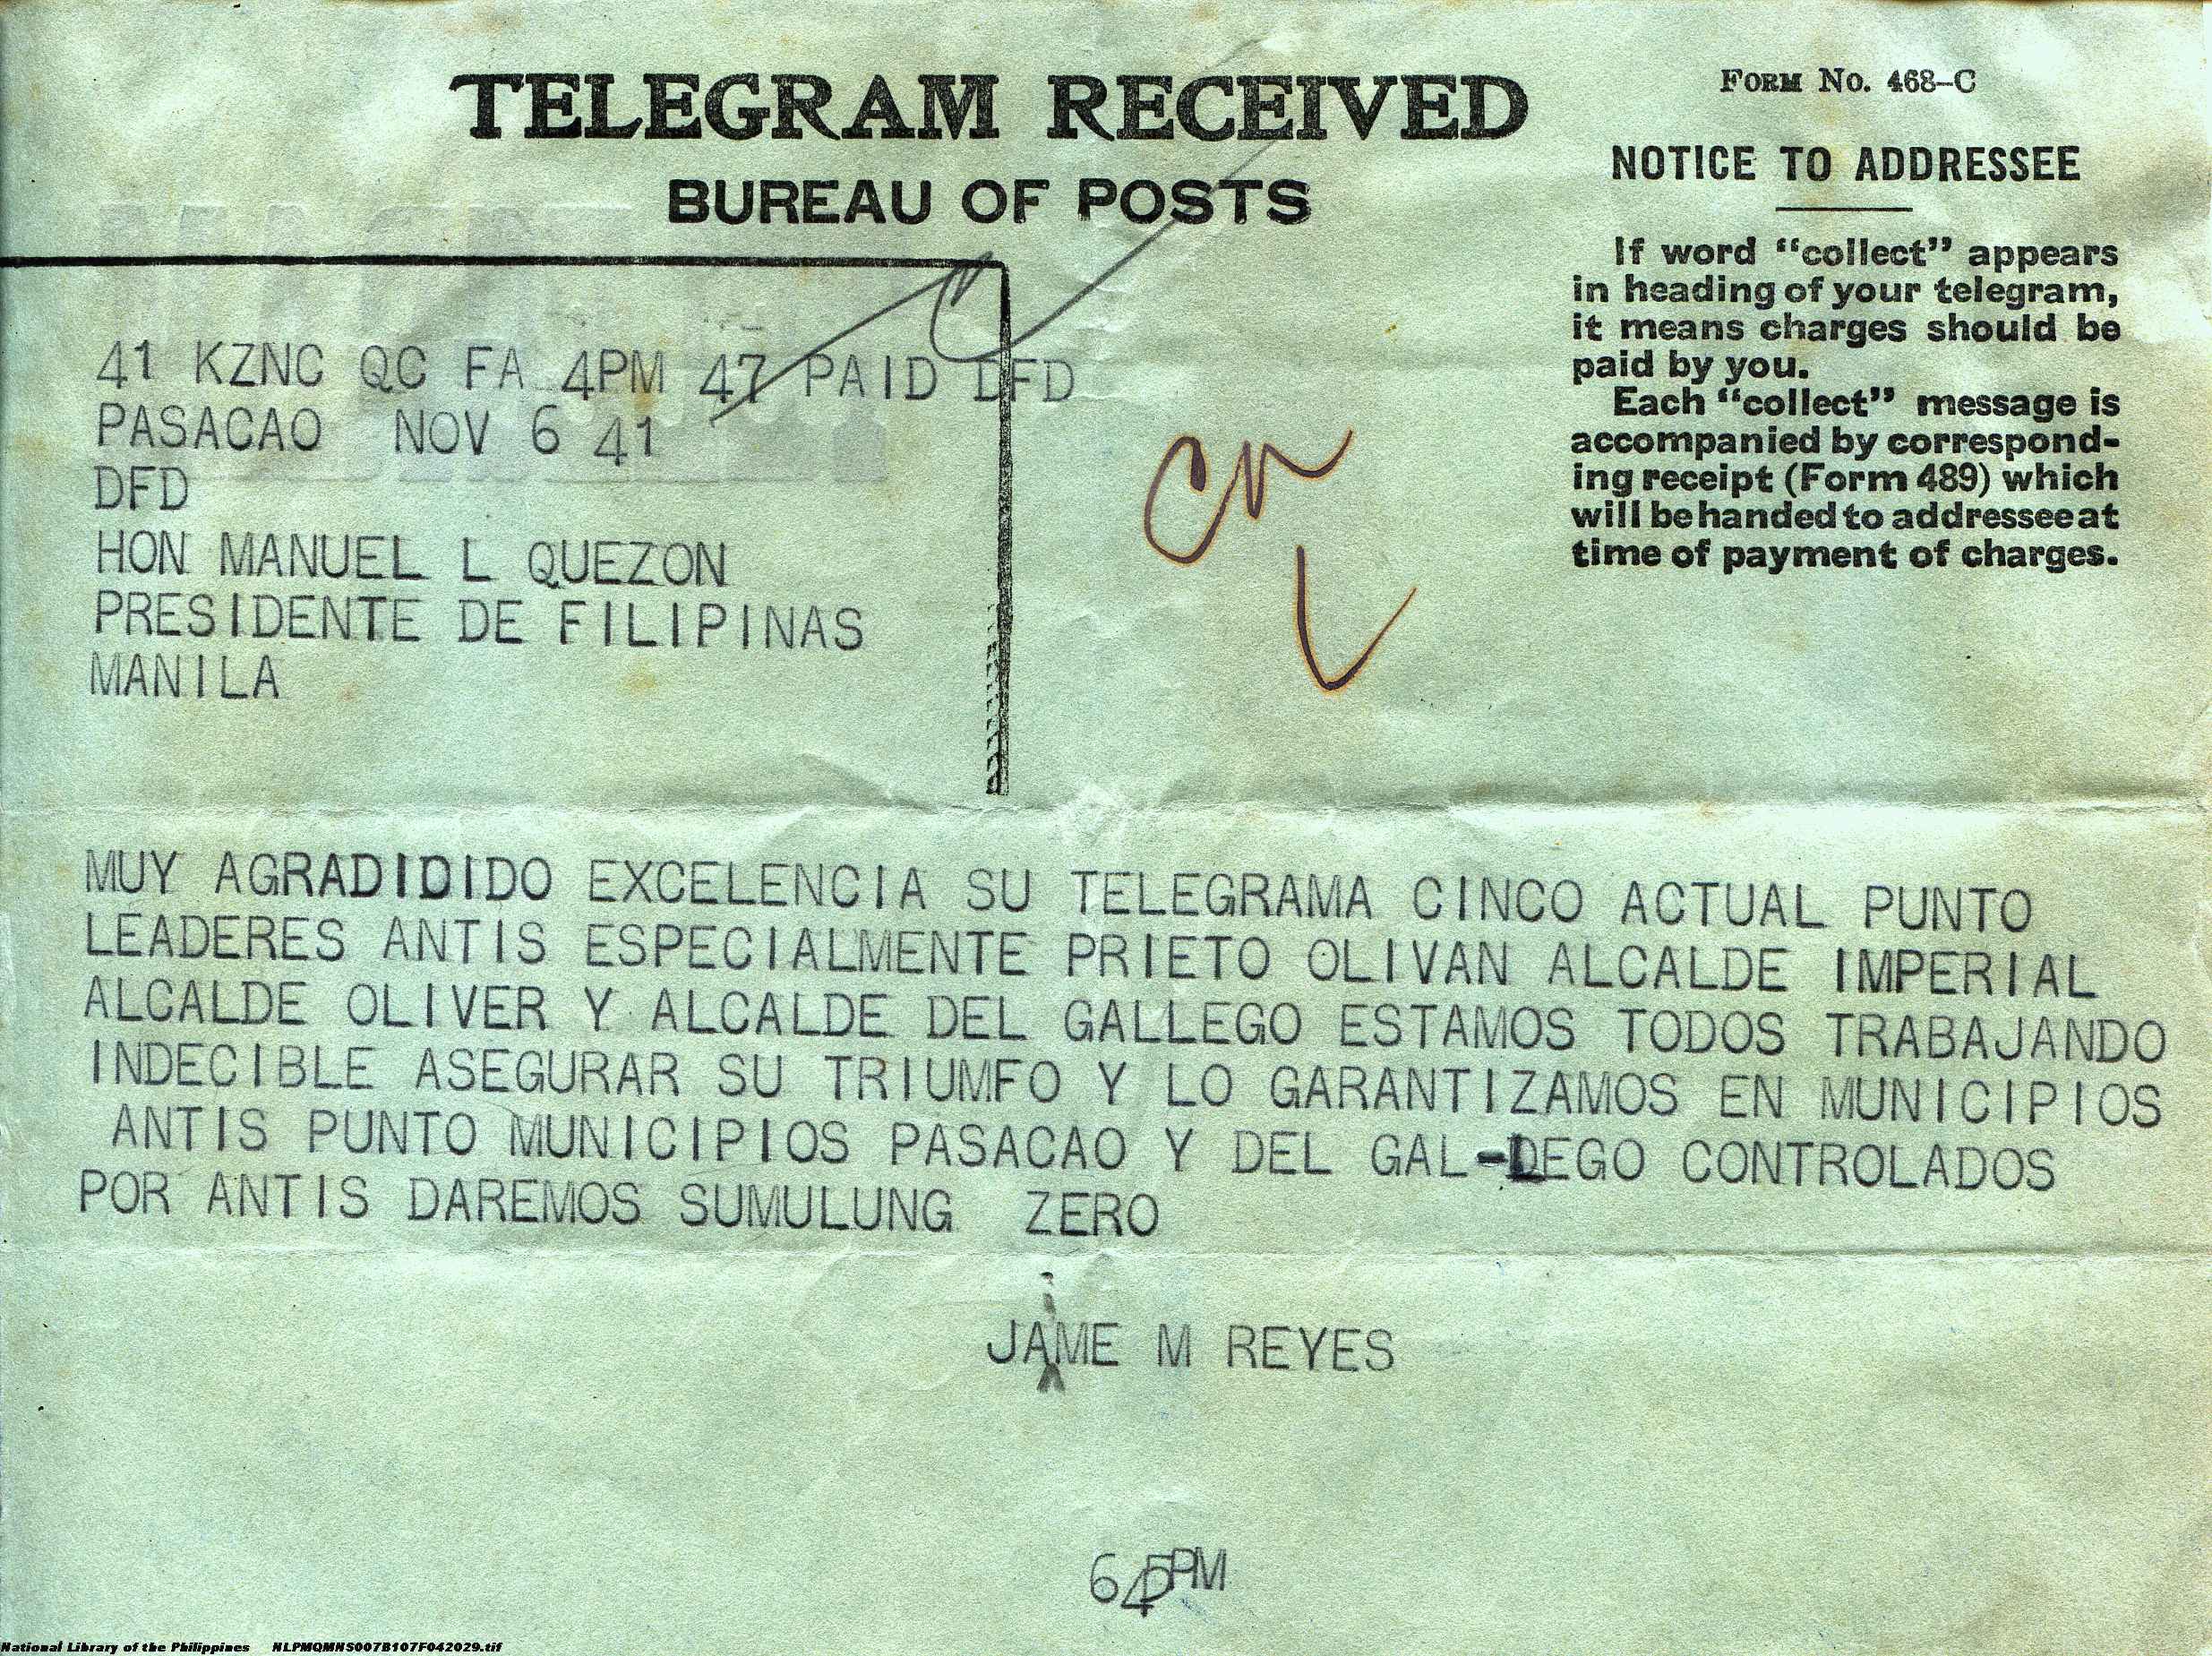 TELEGRAM RECEIVED
BUREAU OF POSTS
FORM NO. 468-C
NOTICE TO ADDRESSEE
If word "collect" appears
in heading of your telegram,
it means charges should be
paid by you.
Each "collect" message is
accompanied by correspond-
ing receipt (Form 489) which
will be handed to addressee at
time of payment of charges.
41 KZNC QC FA 4PM 47 PAID DFD
PASACAO NOV 6 41
DFD
HON MANUEL L QUEZON
PRESIDENTE DE FILIPINAS
MANILA
MUY AGRADIDIDO EXCELENCIA SU TELEGRAMA CINCO ACTUAL PUNTO
LEADERES ANTIS ESPECIALMENTE PRIETO OLIVAN ALCALDE IMPERIAL
ALCALDE OLIVER Y ALCALDE DEL GALLEGO ESTAMOS TODOS TRABAJANDO
INDECIBLE ASEGURAR SU TRIUMFO Y LO GARANTIZAMOS EN MUNICIPIOS
ANTIS PUNTO MUNICIPIOS PASACAO Y DEL GAL-LEGO CONTROLADOS
POR ANTIS DAREMOS SUMULUNG ZERO
i
JAME M REYES
645PM
National Library of the Philippines NLPMQMNS007B107F042029.tif